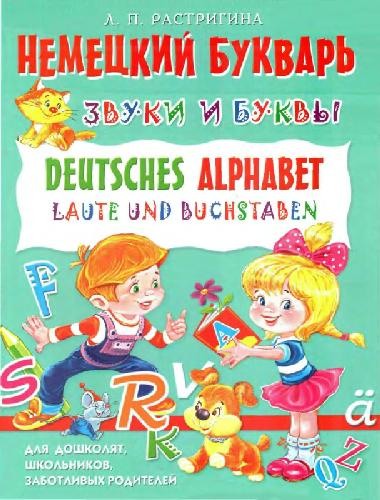 Л. П. РАСТРИГИНА
НЕМЕЦКИЙ БУКВАРЬ
ЗВУКИ И БУКВЫ
DEUTSCHES ALPHABET
LAUTE UND BUCHSTABEN
F
A
S
R
V
K
ä
Q
Z
ДЛЯ ДОШКОЛЯТ,
ШКОЛЬНИКОВ,
ЗАБОТЛИВЫХ РОДИТЕЛЕЙ